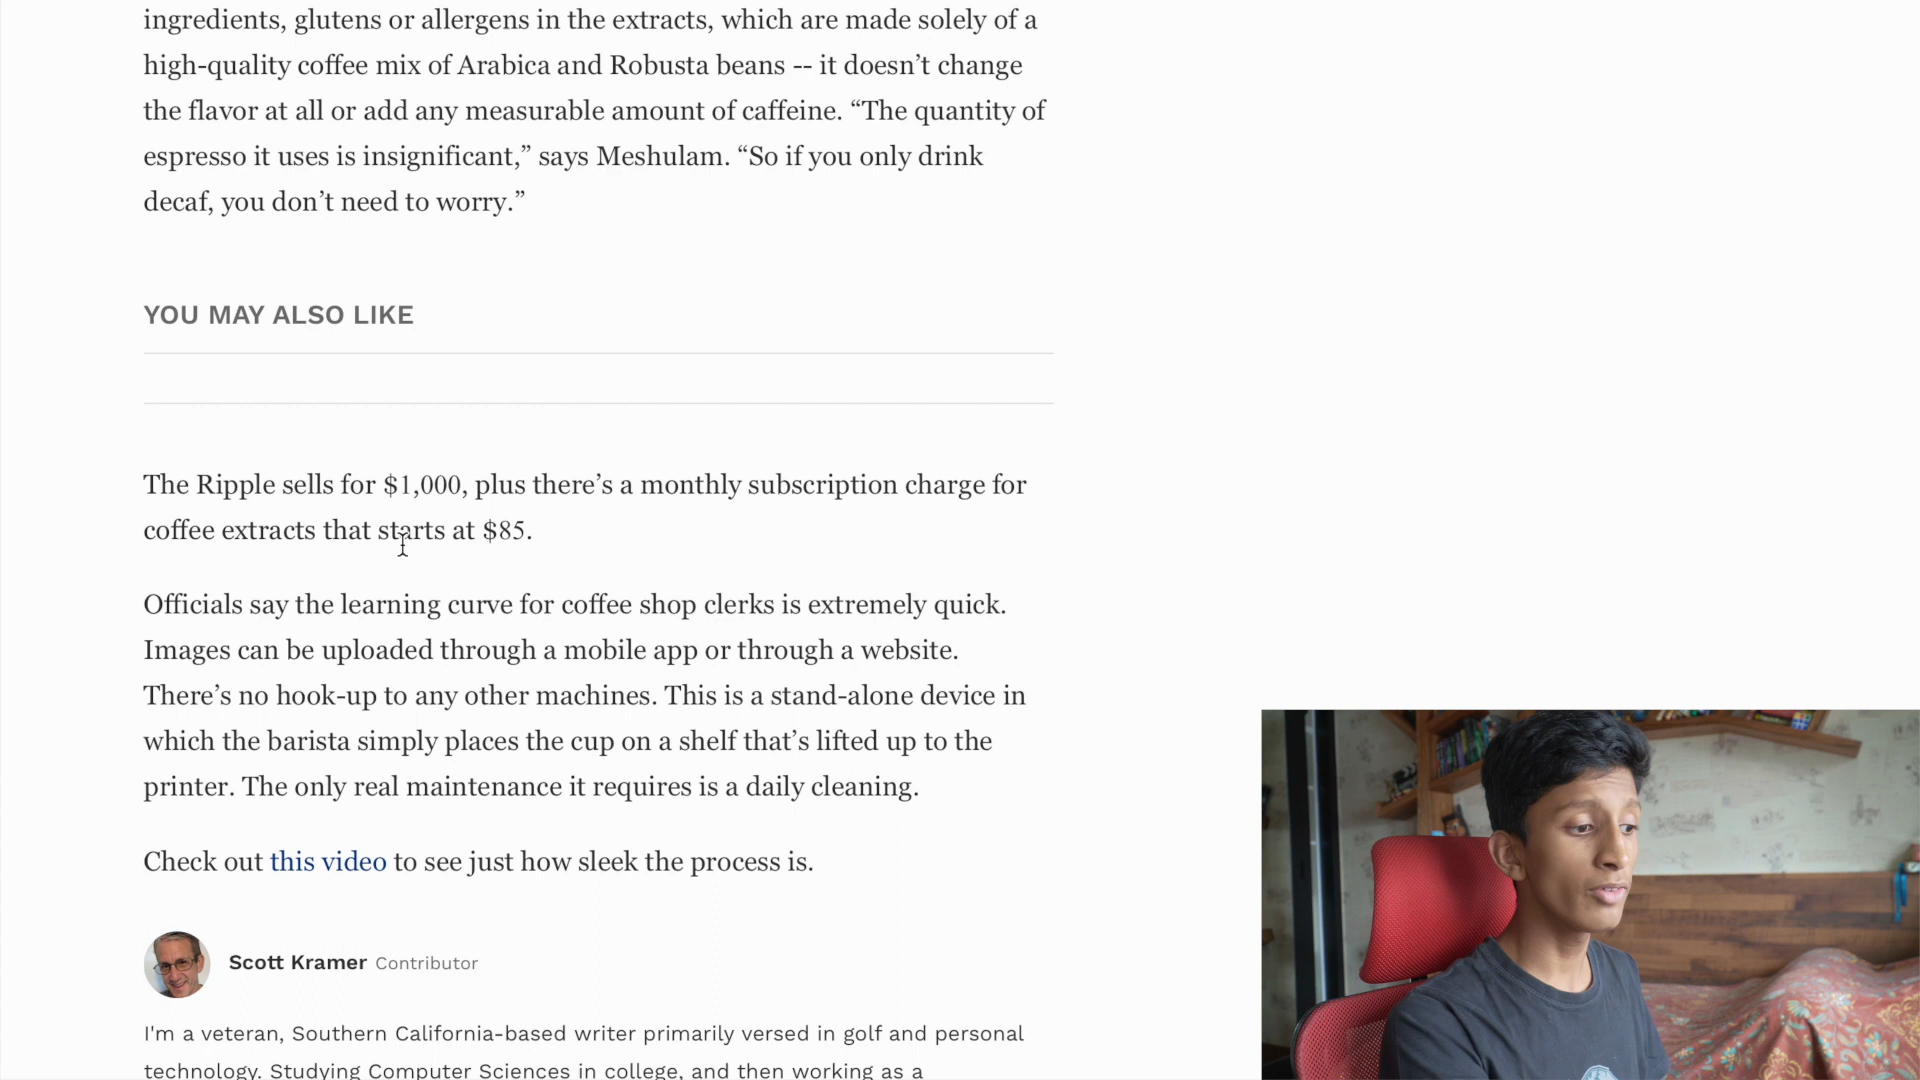 ingredients, glutens or allergens in the extracts, which are made solely of a
high-quality coffee mix of Arabica and Robusta beans -- it doesn’t change
the flavor at all or add any measurable amount of caffeine. “The quantity of
espresso it uses is insignificant,” says Meshulam. “So if you only drink
decaf, you don’t need to worry.”
YOU MAY ALSO LIKE
The Ripple sells for $1,000, plus there’s a monthly subscription charge for
coffee extracts that starts at $85.
Officials say the learning curve for coffee shop clerks is extremely quick.
Images can be uploaded through a mobile app or through a website.
There’s no hook-up to any other machines. This is a stand-alone device in
which the barista simply places the cup on a shelf that’s lifted up to the
printer. The only real maintenance it requires is a daily cleaning.
Check out this video to see just how sleek the process is.
Scott Kramer Contributor
I'm a veteran, Southern California-based writer primarily versed in golf and personal
technology. Studying Computer Sciences in college, and then working as a